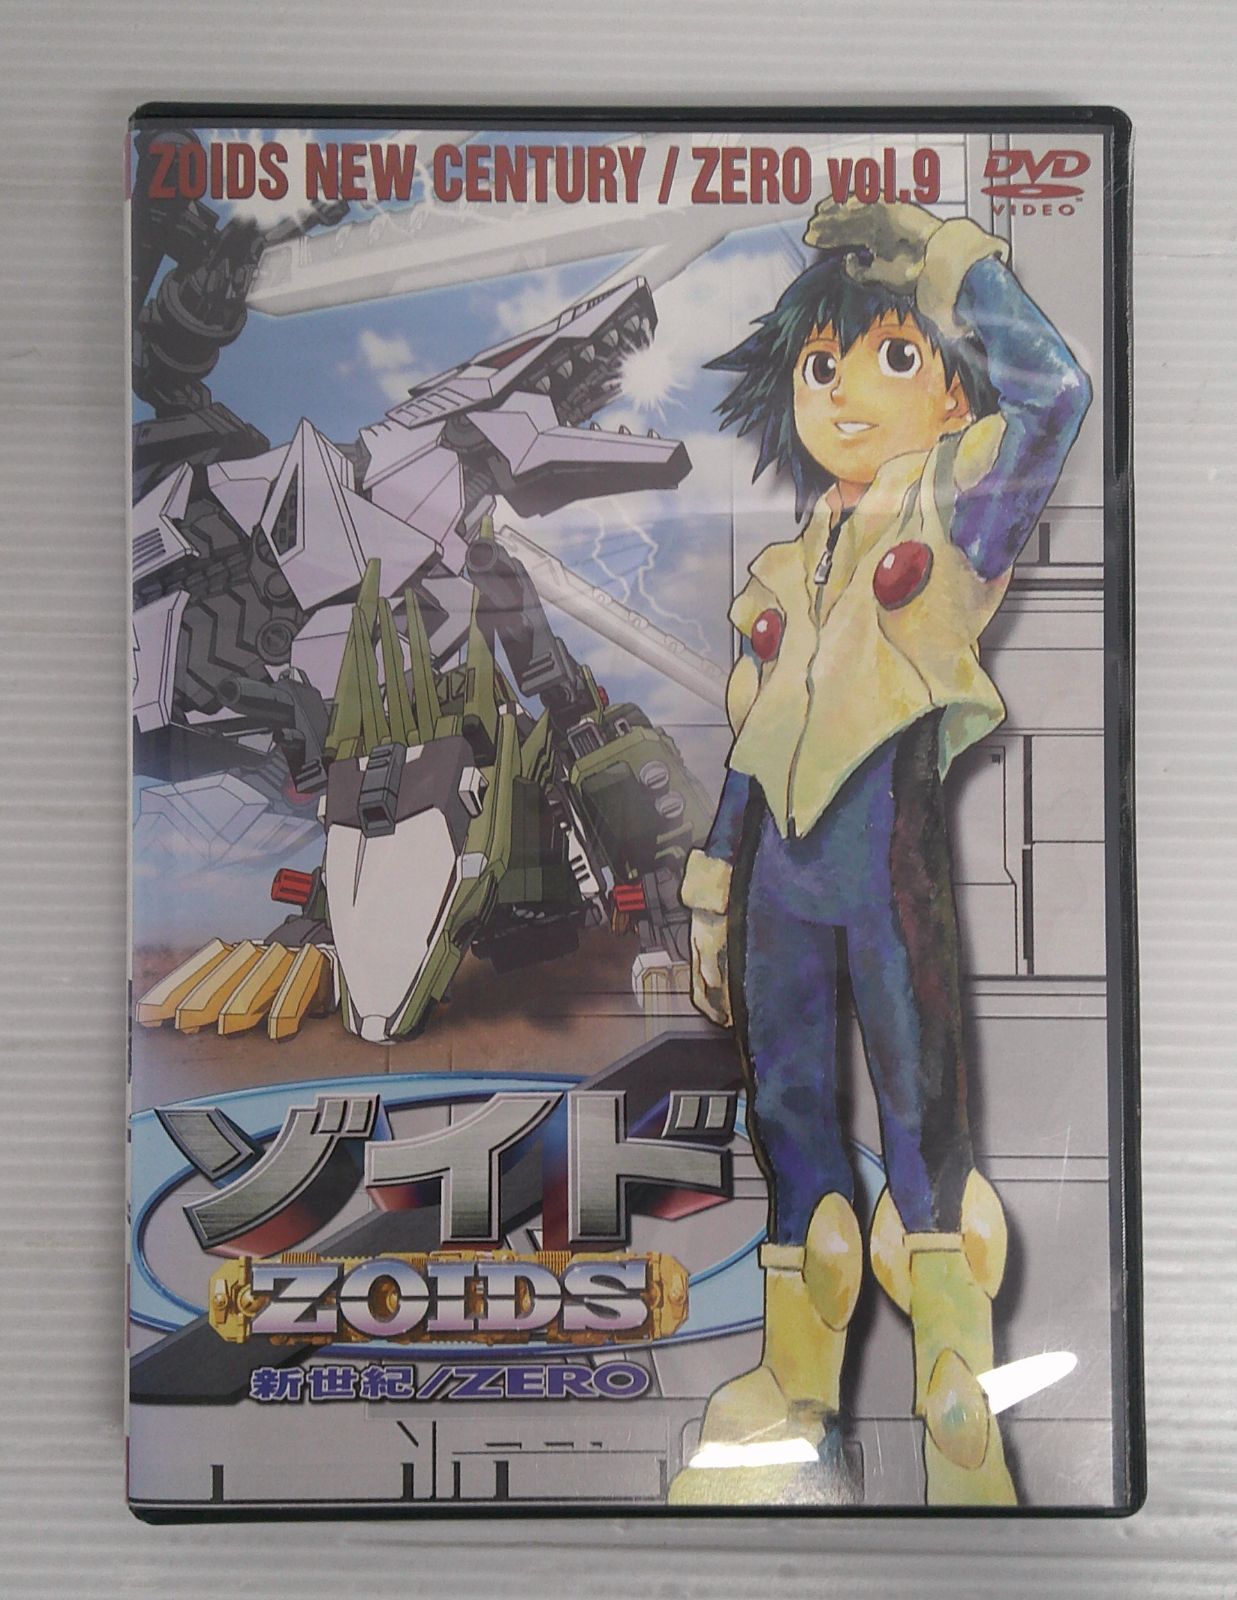 ZOIDS NEW CENTURY / ZERO vol.9
DVD
VIDEO
ゾイド
ZOIDS
新世紀/ZERO